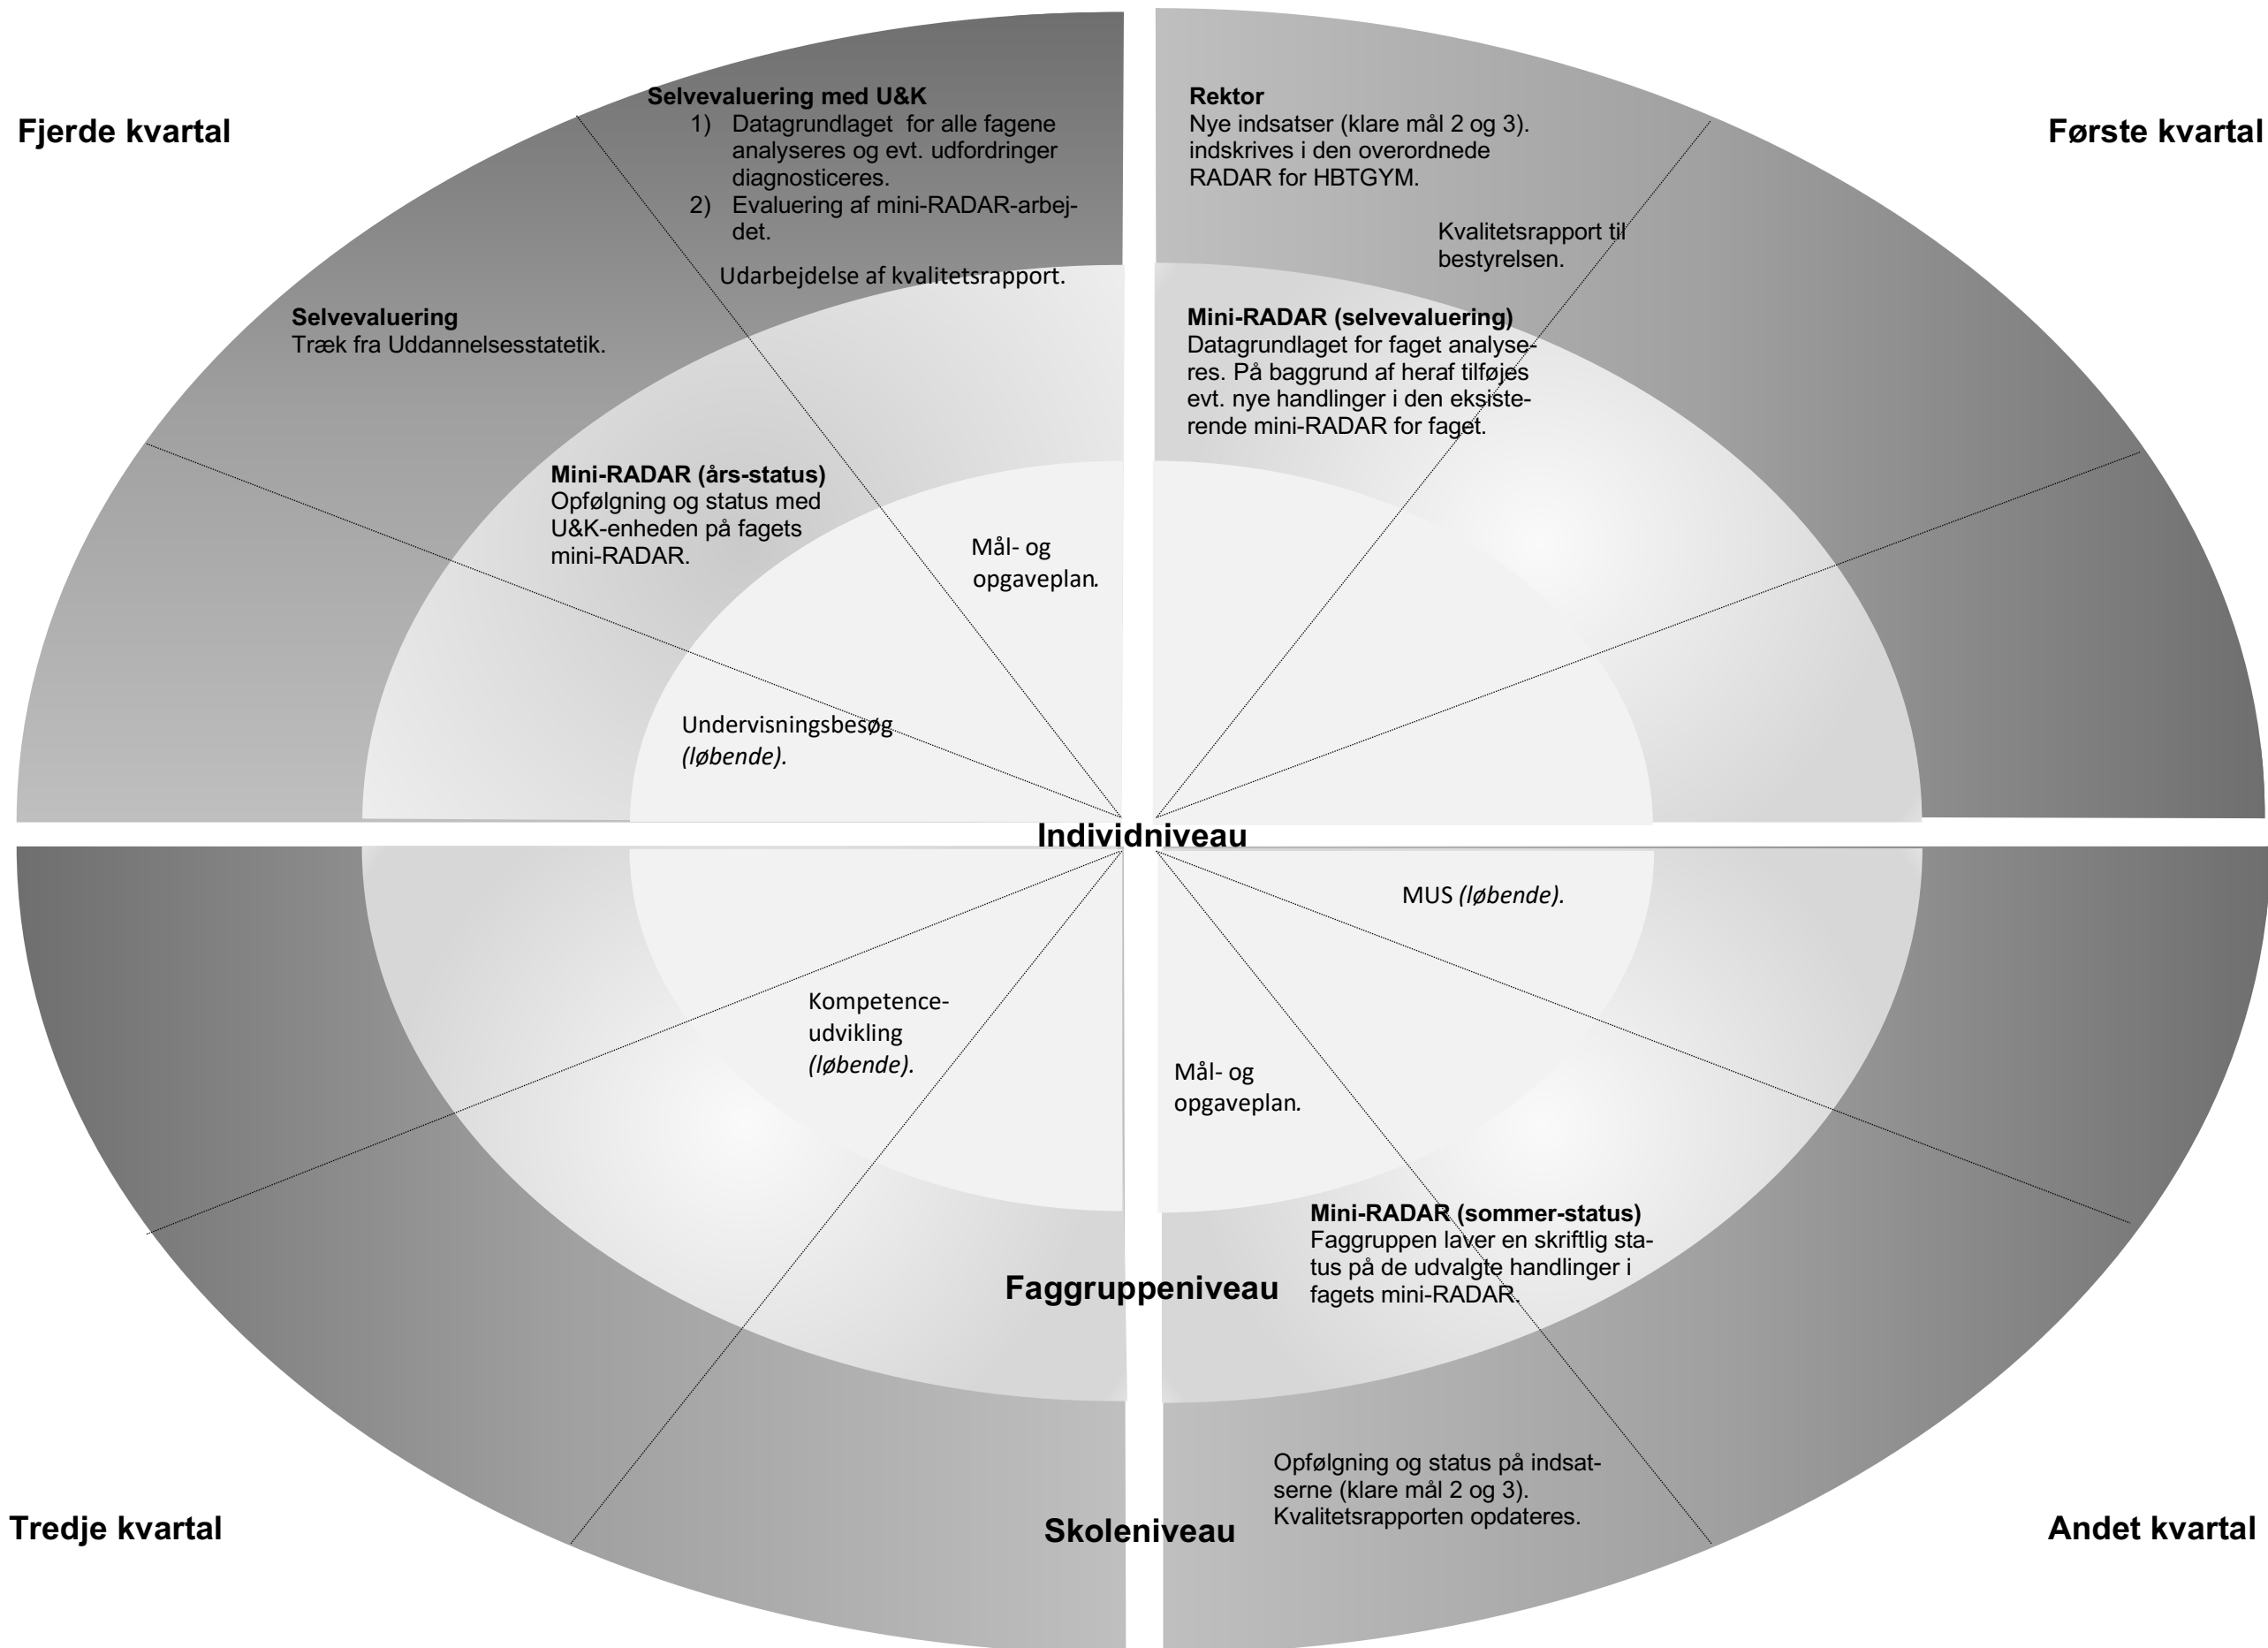 Fjerde kvartal
Selvevaluering med U&K
1) Datagrundlaget for alle fagene
analyseres og evt. udfordringer
diagnosticeres.
2) Evaluering af mini-RADAR-arbej-
det.
Udarbejdelse af kvalitetsrapport.
Selvevaluering
Træk fra Uddannelsesstatetik.
Mini-RADAR (års-status)
Opfølgning og status med
U&K-enheden på fagets
mini-RADAR.
Mål- og
opgaveplan.
Undervisningsbesøg
(løbende).
Første kvartal
Rektor
Nye indsatser (klare mål 2 og 3).
indskrives i den overordnede
RADAR for HBTGYM.
Kvalitetsrapport til
bestyrelsen.
Mini-RADAR (selvevaluering)
Datagrundlaget for faget analyse-
res. På baggrund af heraf tilføjes
evt. nye handlinger i den eksiste-
rende mini-RADAR for faget.
Individniveau
MUS (løbende).
Kompetence-
udvikling
(løbende).
Mål- og
opgaveplan.
Mini-RADAR (sommer-status)
Faggruppen laver en skriftlig sta-
tus på de udvalgte handlinger i
fagets mini-RADAR.
Faggruppeniveau
Opfølgning og status på indsat-
serne (klare mål 2 og 3).
Kvalitetsrapporten opdateres.
Tredje kvartal
Skoleniveau
Andet kvartal